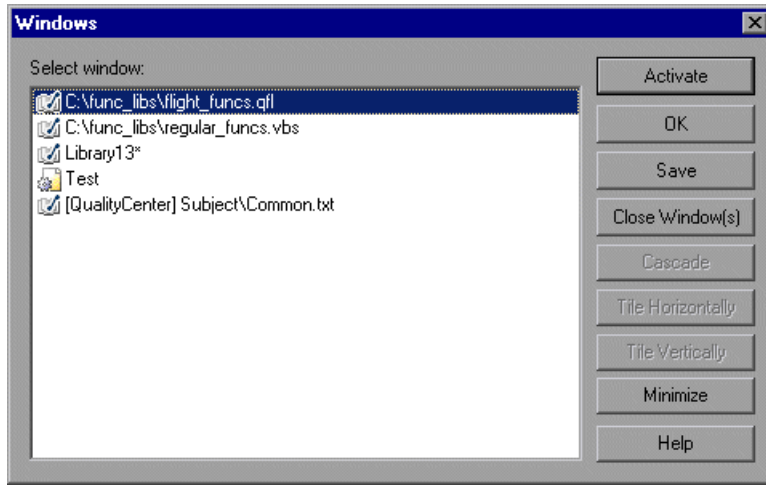 Windows
Select window:
C:\func_libs\flight_funcs.qfl
C:\func_libs\regular_funcs.vbs
Library13*
Test
[QualityCenter] Subject\Common.txt
Activate
OK
Save
Close Window(s)
Cascade
Tile Horizontally
Tile Vertically
Minimize
Help